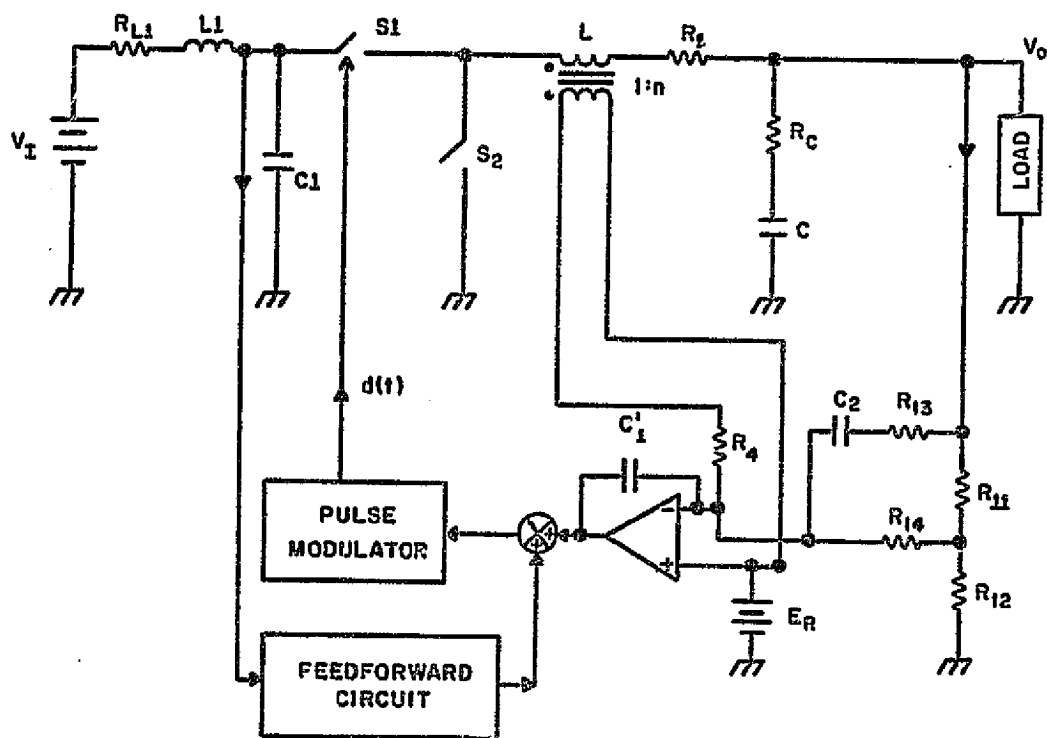 R_L1
L1
S1
L
R_ℓ
V_O
1:n
V_I
C1
S_2
R_C
C
LOAD
d(t)
C'_1
R_4
C_2
R_13
R_11
R_14
R_12
PULSE
MODULATOR
E_R
FEEDFORWARD
CIRCUIT
+
+
-
+